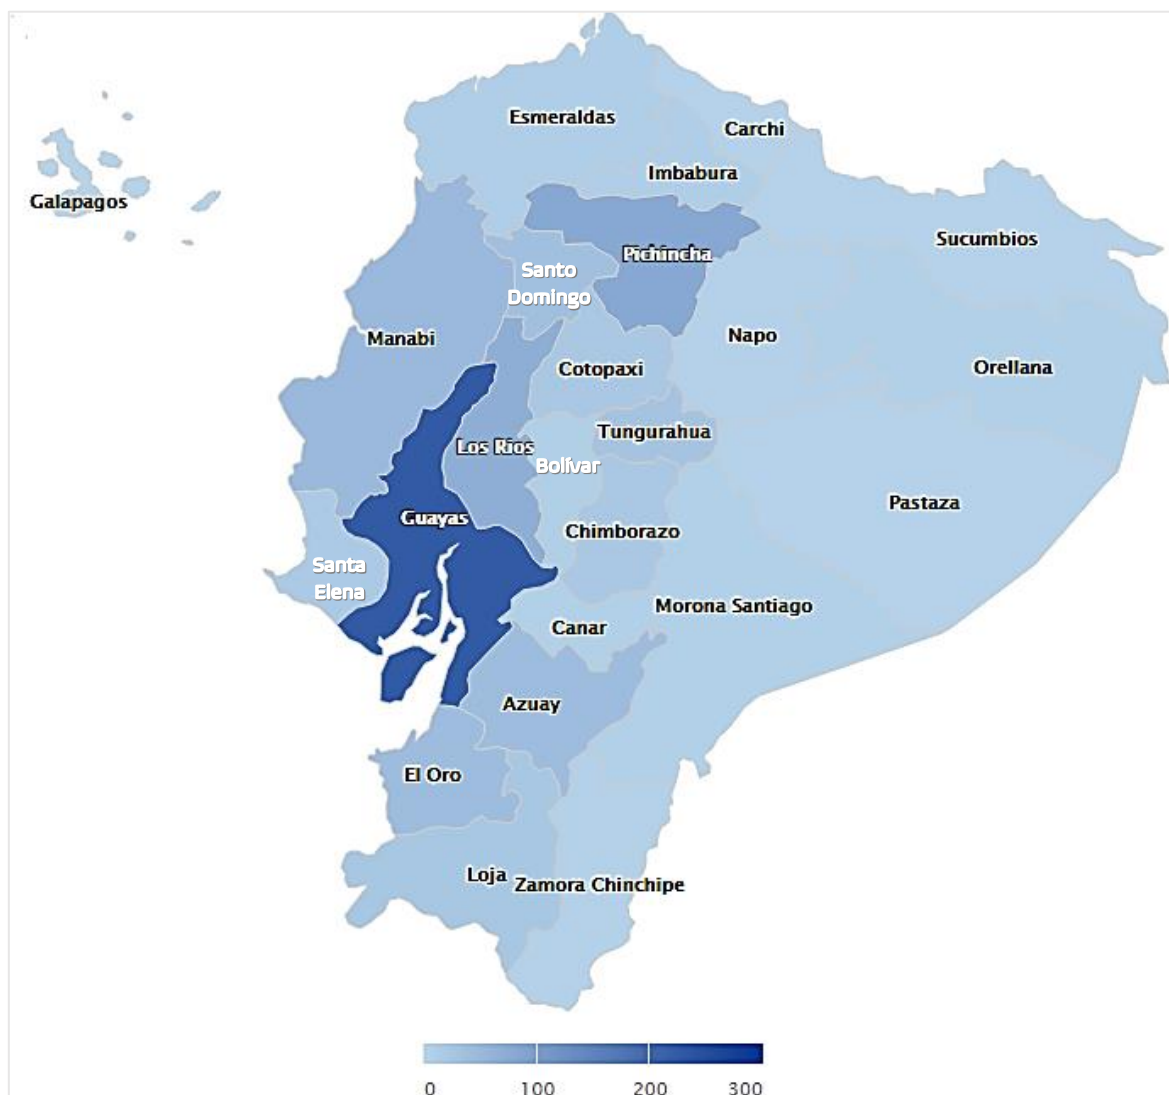 Esmeraldas
Carchi
Imbabura
Galapagos
Sucumbios
Pichincha
Santo
Domingo
Manabi
Napo
Orellana
Cotopaxi
Tungurahua
Los Rios
Bolívar
Pastaza
Guayas
Chimborazo
Santa
Elena
Morona Santiago
Canar
Azuay
El Oro
Loja
Zamora Chinchipe
0 100 200 300